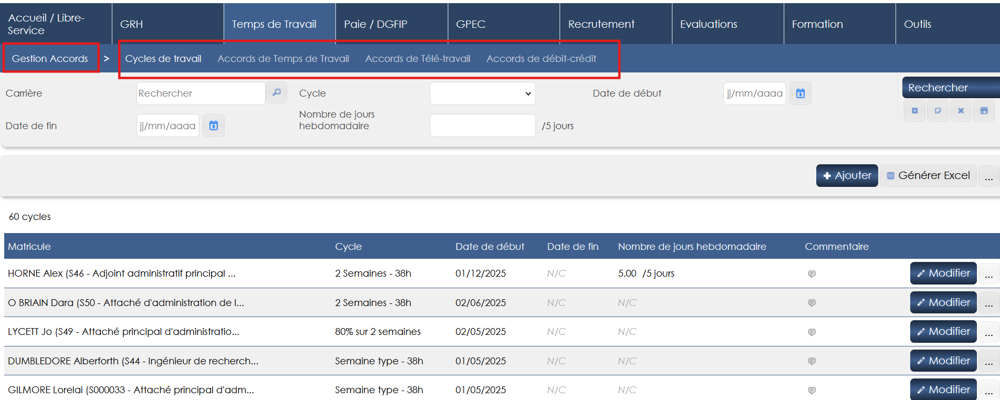 Accueil / Libre-Service
GRH
Temps de Travail
Paie / DGFIP
GPEC
Recrutement
Evaluations
Formation
Outils
Gestion Accords > Cycles de travail Accords de Temps de Travail Accords de Télé-travail Accords de débit-crédit
Carrière Rechercher Cycle Date de début jj/mm/aaaa Rechercher
Date de fin jj/mm/aaaa Nombre de jours hebdomadaire /5 jours
Ajouter Générer Excel ...
60 cycles
Matricule Cycle Date de début Date de fin Nombre de jours hebdomadaire Commentaire
HORNE Alex (S46 - Adjoint administratif principal ... 2 Semaines - 38h 01/12/2025 N/C 5.00 /5 jours Modifier ...
O BRIAIN Dara (S50 - Attaché d'administration de l... 2 Semaines - 38h 02/06/2025 N/C N/C Modifier ...
LYCETT Jo (S49 - Attaché principal d'administratio... 80% sur 2 semaines 02/05/2025 N/C N/C Modifier ...
DUMBLEDORE Alberforth (S44 - Ingénieur de recherch... Semaine type - 38h 01/05/2025 N/C N/C Modifier ...
GILMORE Lorelai (S000033 - Attaché principal d'adm... Semaine type - 38h 01/05/2025 N/C N/C Modifier ...